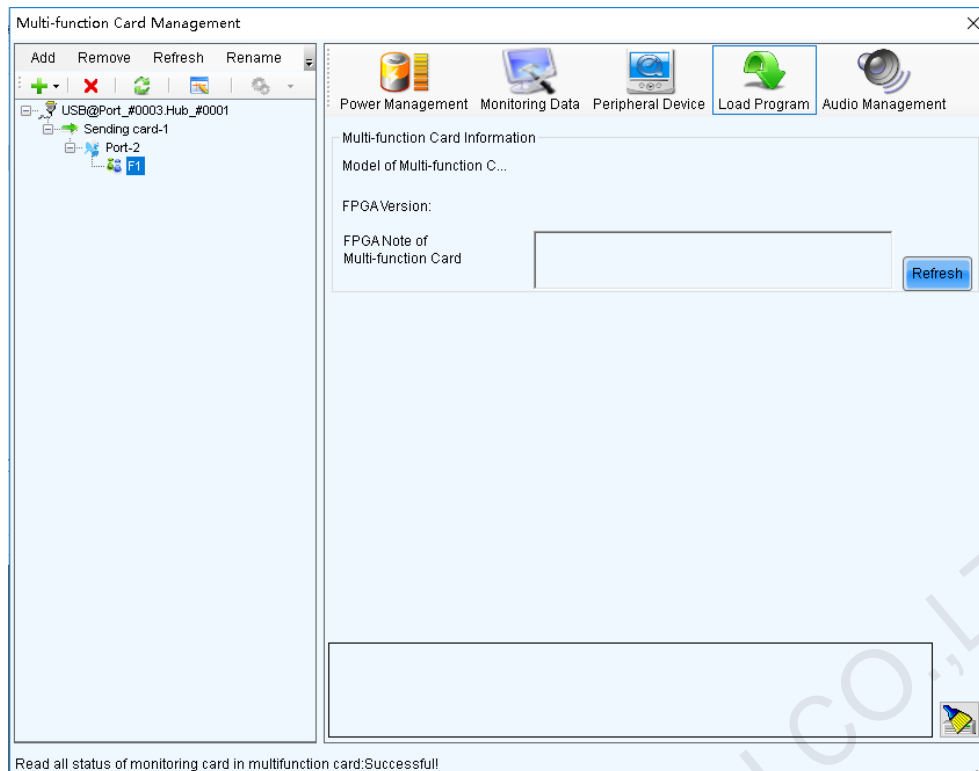 Multi-function Card Management
Add Remove Refresh Rename
USB@Port_#0003.Hub_#0001
Sending card-1
Port-2
F1
Power Management Monitoring Data Peripheral Device Load Program Audio Management
Multi-function Card Information
Model of Multi-function C...
FPGA Version:
FPGA Note of
Multi-function Card
Refresh
CO.,LT
Read all status of monitoring card in multifunction card:Successful!